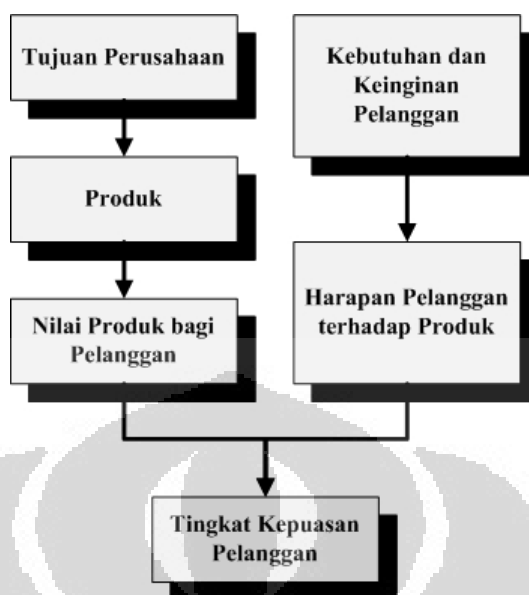 Tujuan Perusahaan
Produk
Nilai Produk bagi
Pelanggan
Kebutuhan dan
Keinginan
Pelanggan
Harapan Pelanggan
terhadap Produk
Tingkat Kepuasan
Pelanggan